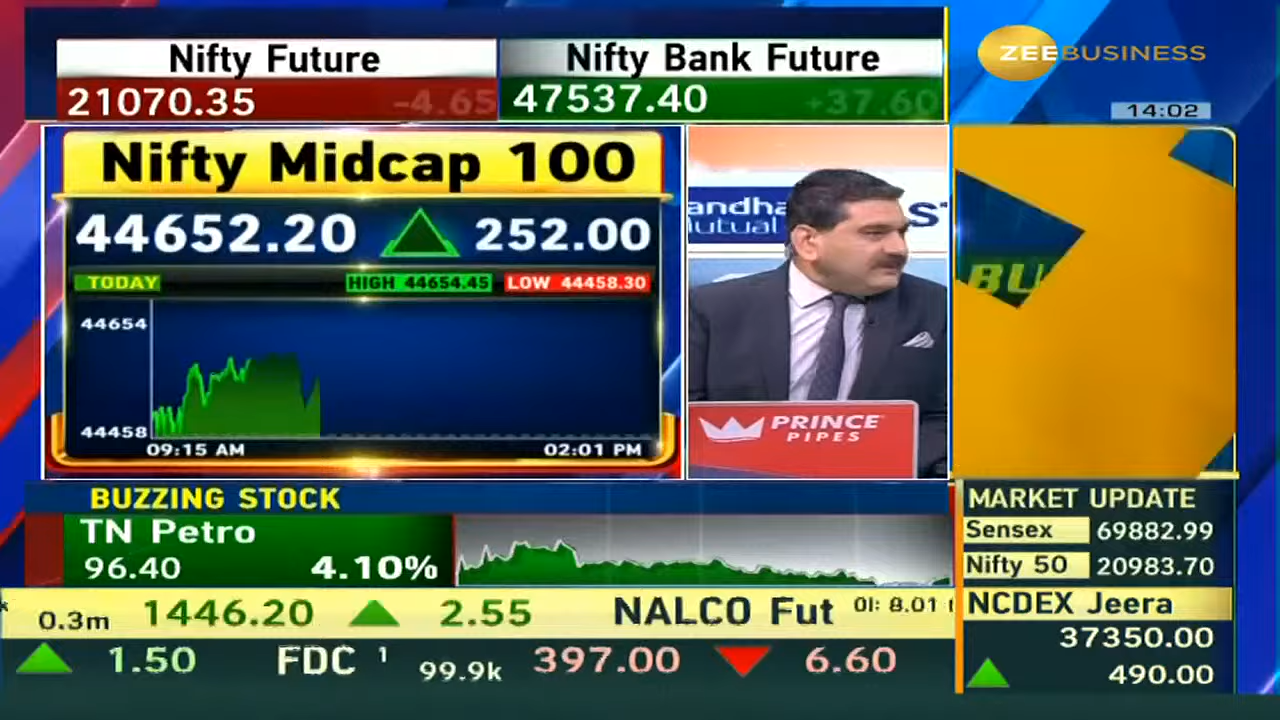 Nifty Future
21070.35 -4.65
Nifty Bank Future
47537.40 +37.60
ZEEBUSINESS
14:02
Nifty Midcap 100
44652.20 252.00
TODAY HIGH 44654.45 LOW 44458.30
44654
44458
09:15 AM 02:01 PM
PRINCE
PIPES
BUZZING STOCK
TN Petro
96.40 4.10%
MARKET UPDATE
Sensex 69882.99
Nifty 50 20983.70
NCDEX Jeera
37350.00
490.00
0.3m 1446.20 2.55 NALCO Fut OI: 8.01
1.50 FDC 1 99.9k 397.00 6.60